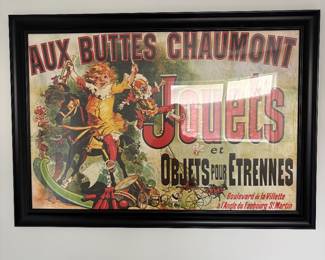 AUX BUTTES CHAUMONT
Jouets
et
OBJETS POUR ETRENNES
Boulevard de la Villette
à l'Angle du Faubourg St Martin